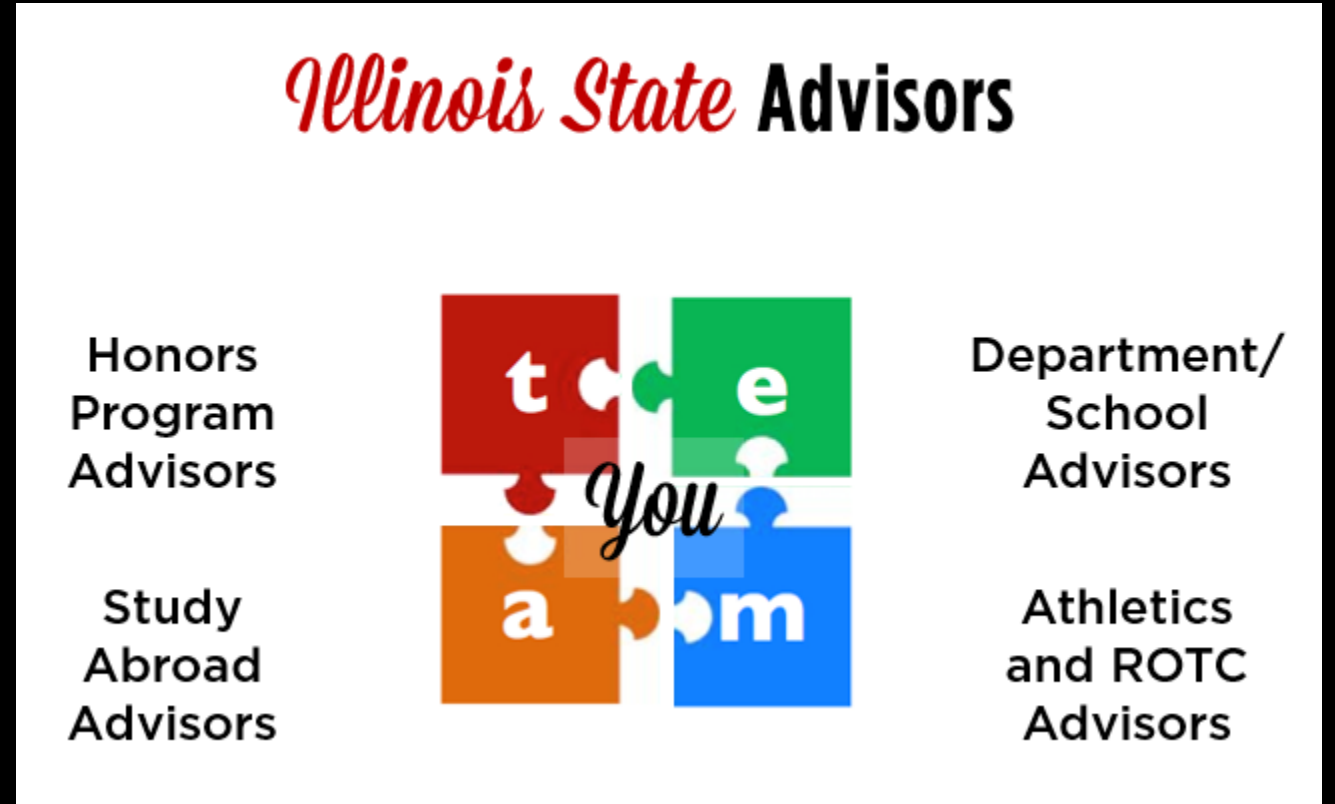 Illinois State Advisors
Honors
Program
Advisors
Study
Abroad
Advisors
t e
You
a m
Department/
School
Advisors
Athletics
and ROTC
Advisors